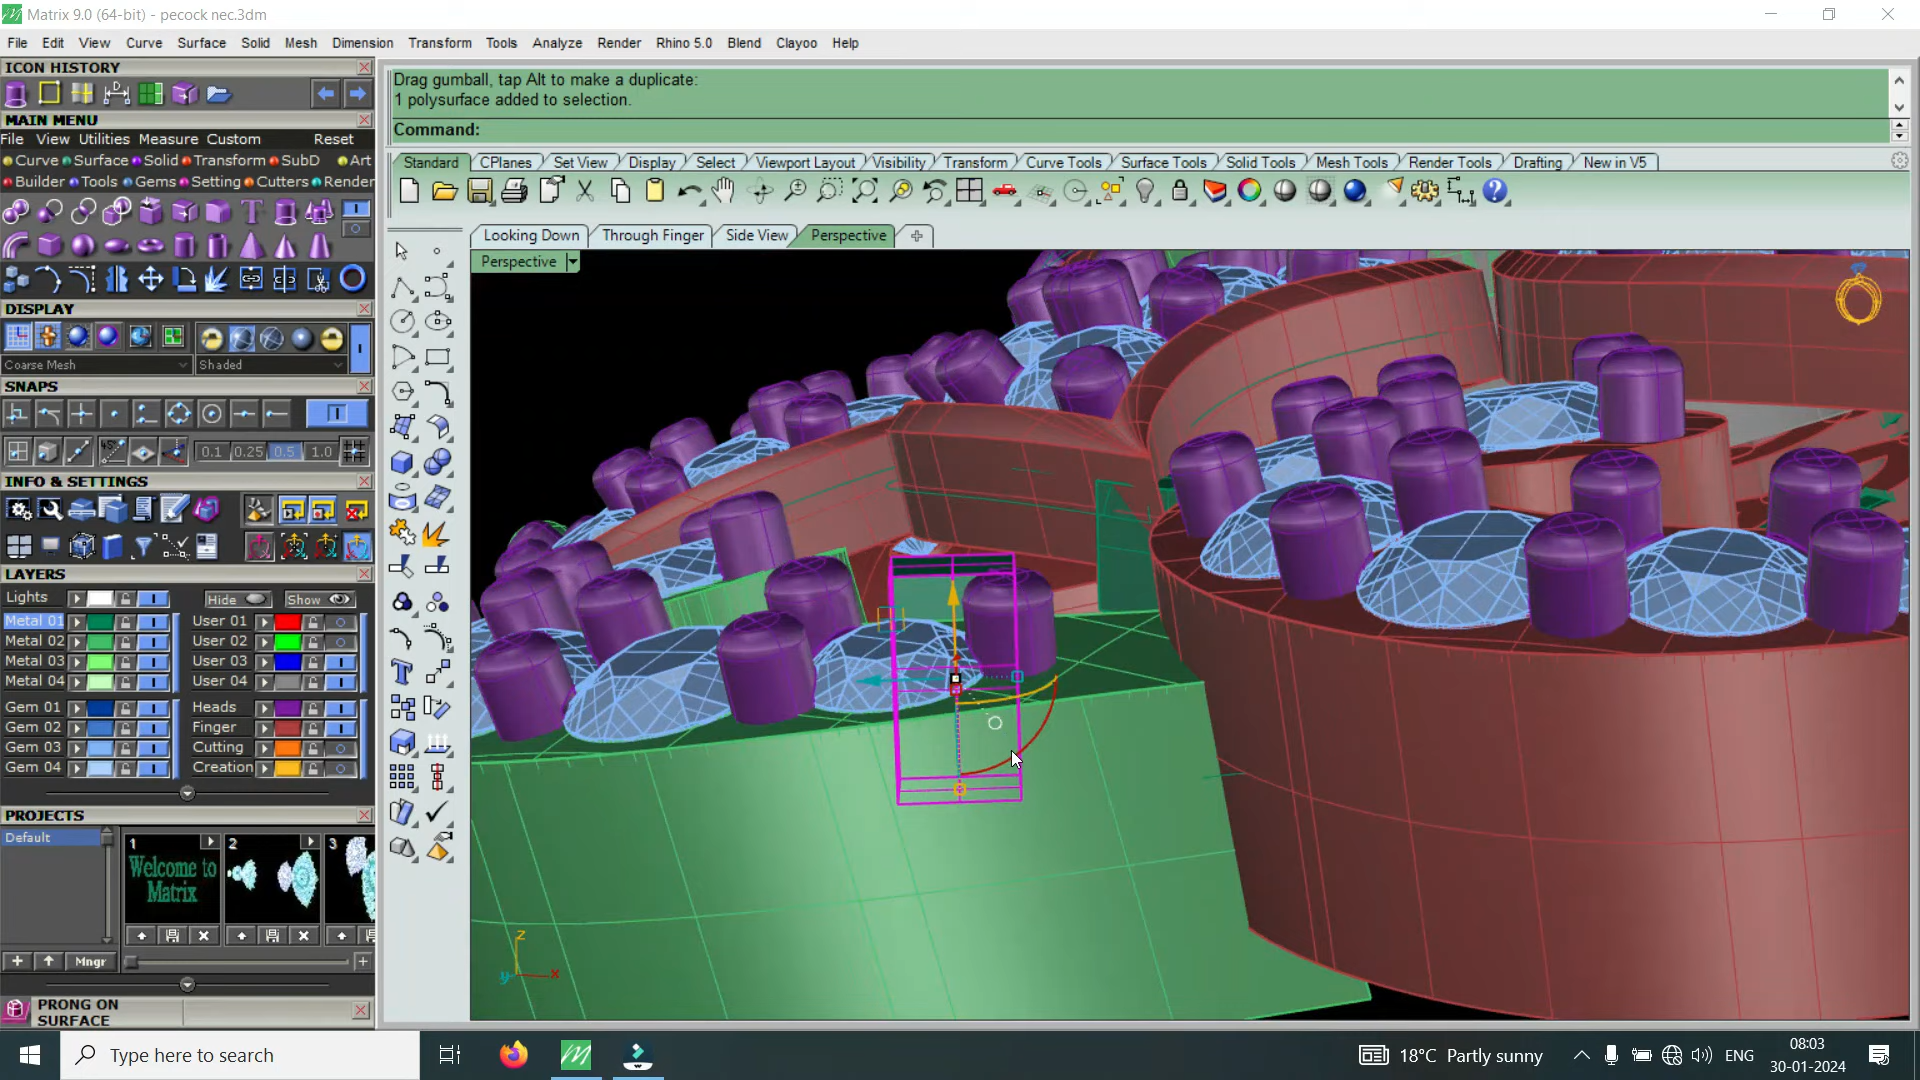 Matrix 9.0 (64-bit) - pecock nec.3dm
File Edit View Curve Surface Solid Mesh Dimension Transform Tools Analyze Render Rhino 5.0 Blend Clayoo Help
ICON HISTORY
MAIN MENU
File View Utilities Measure Custom Reset
Curve Surface Solid Transform SubD Art
Builder Tools Gems Setting Cutters Render
DISPLAY
Coarse Mesh Shaded
SNAPS
0.1 0.25 0.5 1.0
INFO & SETTINGS
LAYERS
Lights Hide Show
Metal 01 User 01
Metal 02 User 02
Metal 03 User 03
Metal 04 User 04
Gem 01 Heads
Gem 02 Finger
Gem 03 Cutting
Gem 04 Creation
PROJECTS
Default
1 2 3
Welcome to
Matrix
Mngr
PRONG ON
SURFACE
Drag gumball, tap Alt to make a duplicate:
1 polysurface added to selection.
Command:
Standard CPlanes Set View Display Select Viewport Layout Visibility Transform Curve Tools Surface Tools Solid Tools Mesh Tools Render Tools Drafting New in V5
Looking Down Through Finger Side View Perspective
Perspective
z
y x
Type here to search
18°C Partly sunny
ENG
08:03
30-01-2024